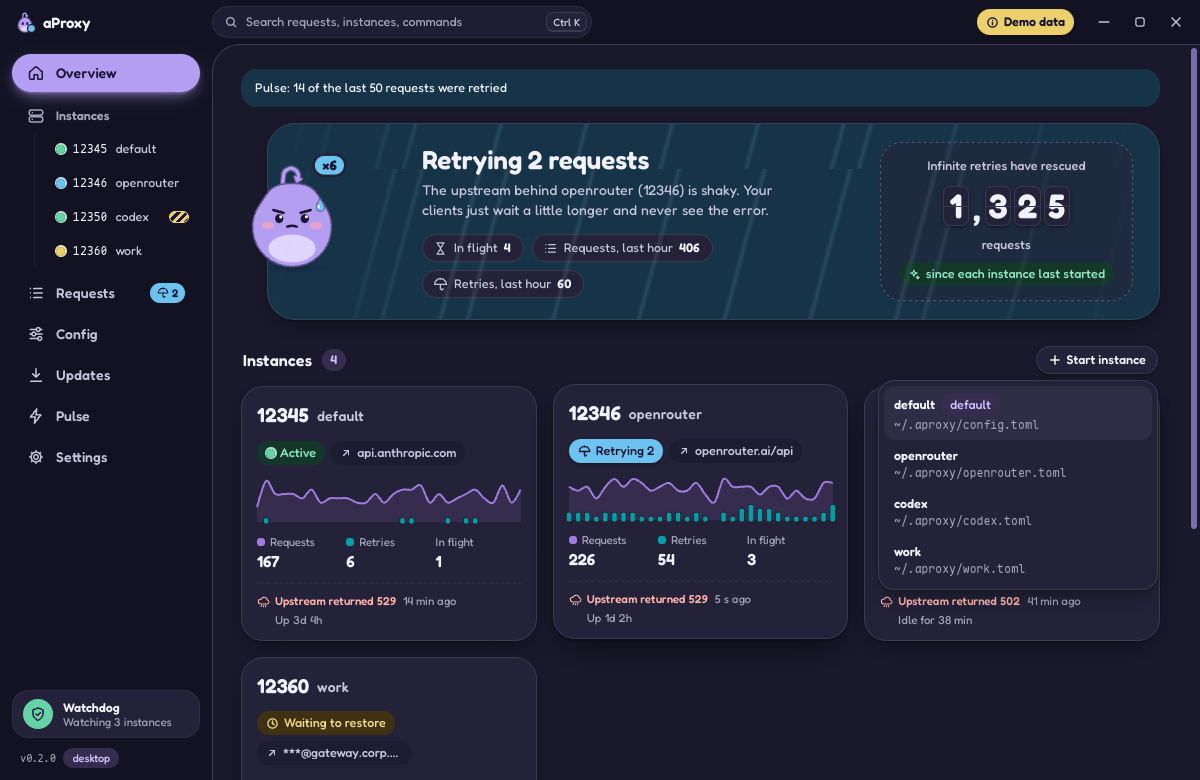 aProxy
Search requests, instances, commands
Ctrl K
Demo data
Overview
Instances
12345 default
12346 openrouter
12350 codex
12360 work
Requests
2
Config
Updates
Pulse
Settings
Watchdog
Watching 3 instances
v0.2.0 desktop
Pulse: 14 of the last 50 requests were retried
×6
Retrying 2 requests
The upstream behind openrouter (12346) is shaky. Your
clients just wait a little longer and never see the error.
In flight 4
Requests, last hour 406
Retries, last hour 60
Infinite retries have rescued
1,325
requests
since each instance last started
Instances 4
+ Start instance
12345 default
Active
api.anthropic.com
Requests Retries In flight
167 6 1
Upstream returned 529 14 min ago
Up 3d 4h
12346 openrouter
Retrying 2
openrouter.ai/api
Requests Retries In flight
226 54 3
Upstream returned 529 5 s ago
Up 1d 2h
default default
~/.aproxy/config.toml
openrouter
~/.aproxy/openrouter.toml
codex
~/.aproxy/codex.toml
work
~/.aproxy/work.toml
Upstream returned 502 41 min ago
Idle for 38 min
12360 work
Waiting to restore
***@gateway.corp....